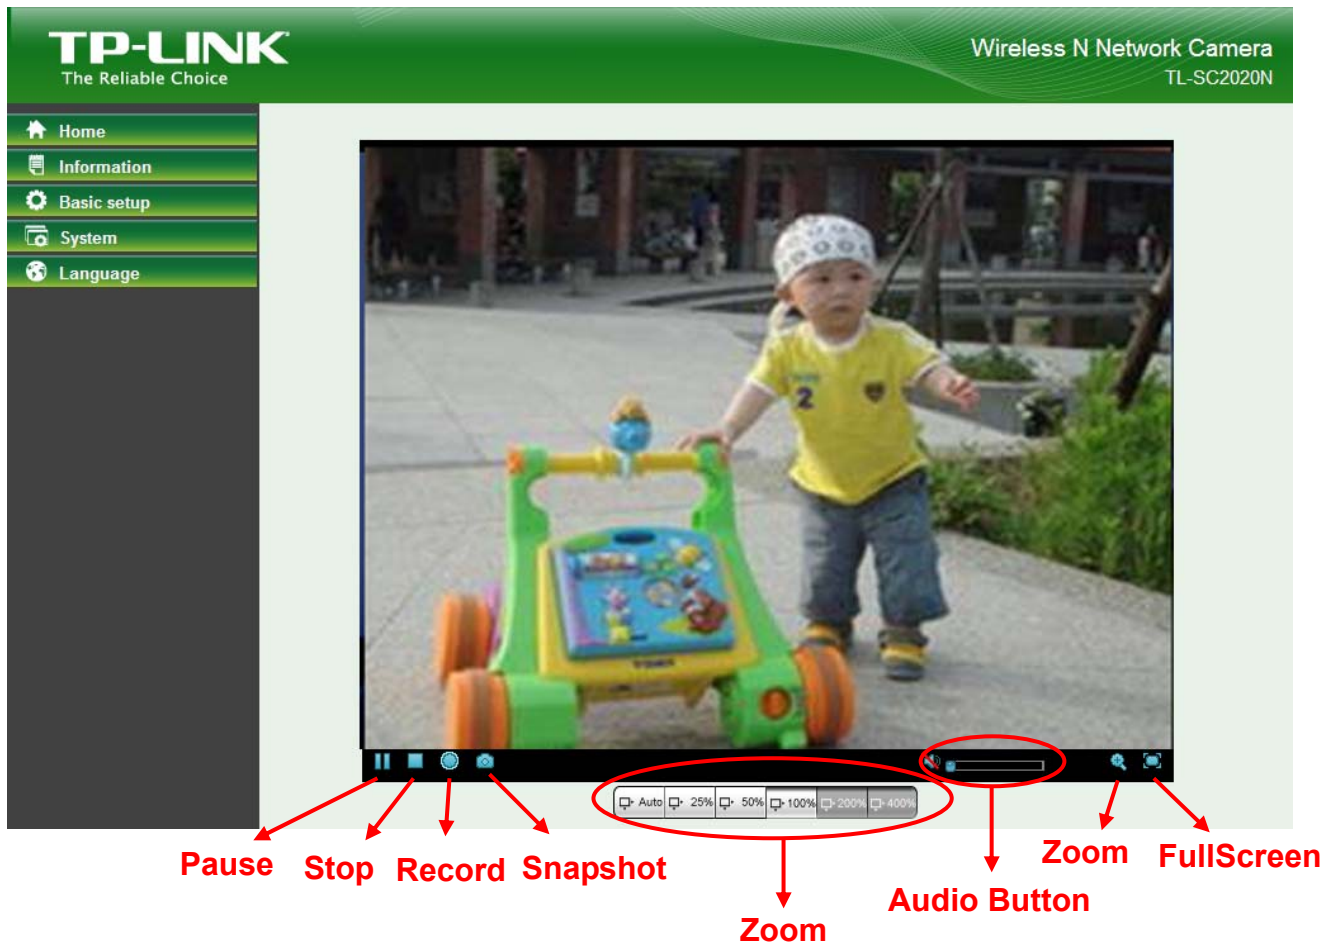 TP-LINK
The Reliable Choice
Wireless N Network Camera
TL-SC2020N
Home
Information
Basic setup
System
Language
2
Auto 25% 50% 100% 200% 400%
Pause Stop Record Snapshot Zoom FullScreen
Audio Button
Zoom